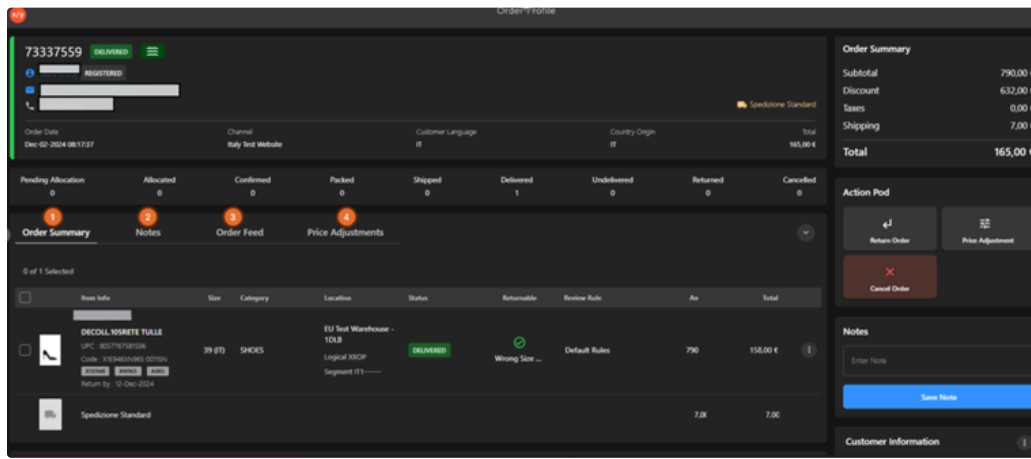 Order Profile
73337559 DELIVERED
REGISTERED
Spedizione Standard
Order Date Channel Customer Language Country Origin Total
Dec-02-2024 08:17:37 Italy Test Website IT IT 165,00 €
Pending Allocation Allocated Confirmed Packed Shipped Delivered Undelivered Returned Cancelled
0 0 0 0 0 1 0 0 0
1 2 3 4
Order Summary Notes Order Feed Price Adjustments
0 of 1 Selected
Item Info Size Category Location Status Returnable Review Rule Total
DECOLL.105RETE TULLE
UPC : 8057767581596
Code :
39 (IT) SHOES
EU Test Warehouse -
1DLB
Logical XXOP
Segment IT1------
DELIVERED
Wrong Size ...
Default Rules
790
158,00 €
Return by : 12-Dec-2024
Spedizione Standard
Order Summary
Subtotal 790,00
Discount 632,00
Taxes 0,00
Shipping 7,00
Total 165,00
Action Pod
Return Order
Price Adjustment
Cancel Order
Notes
Enter Note
Save Note
Customer Information